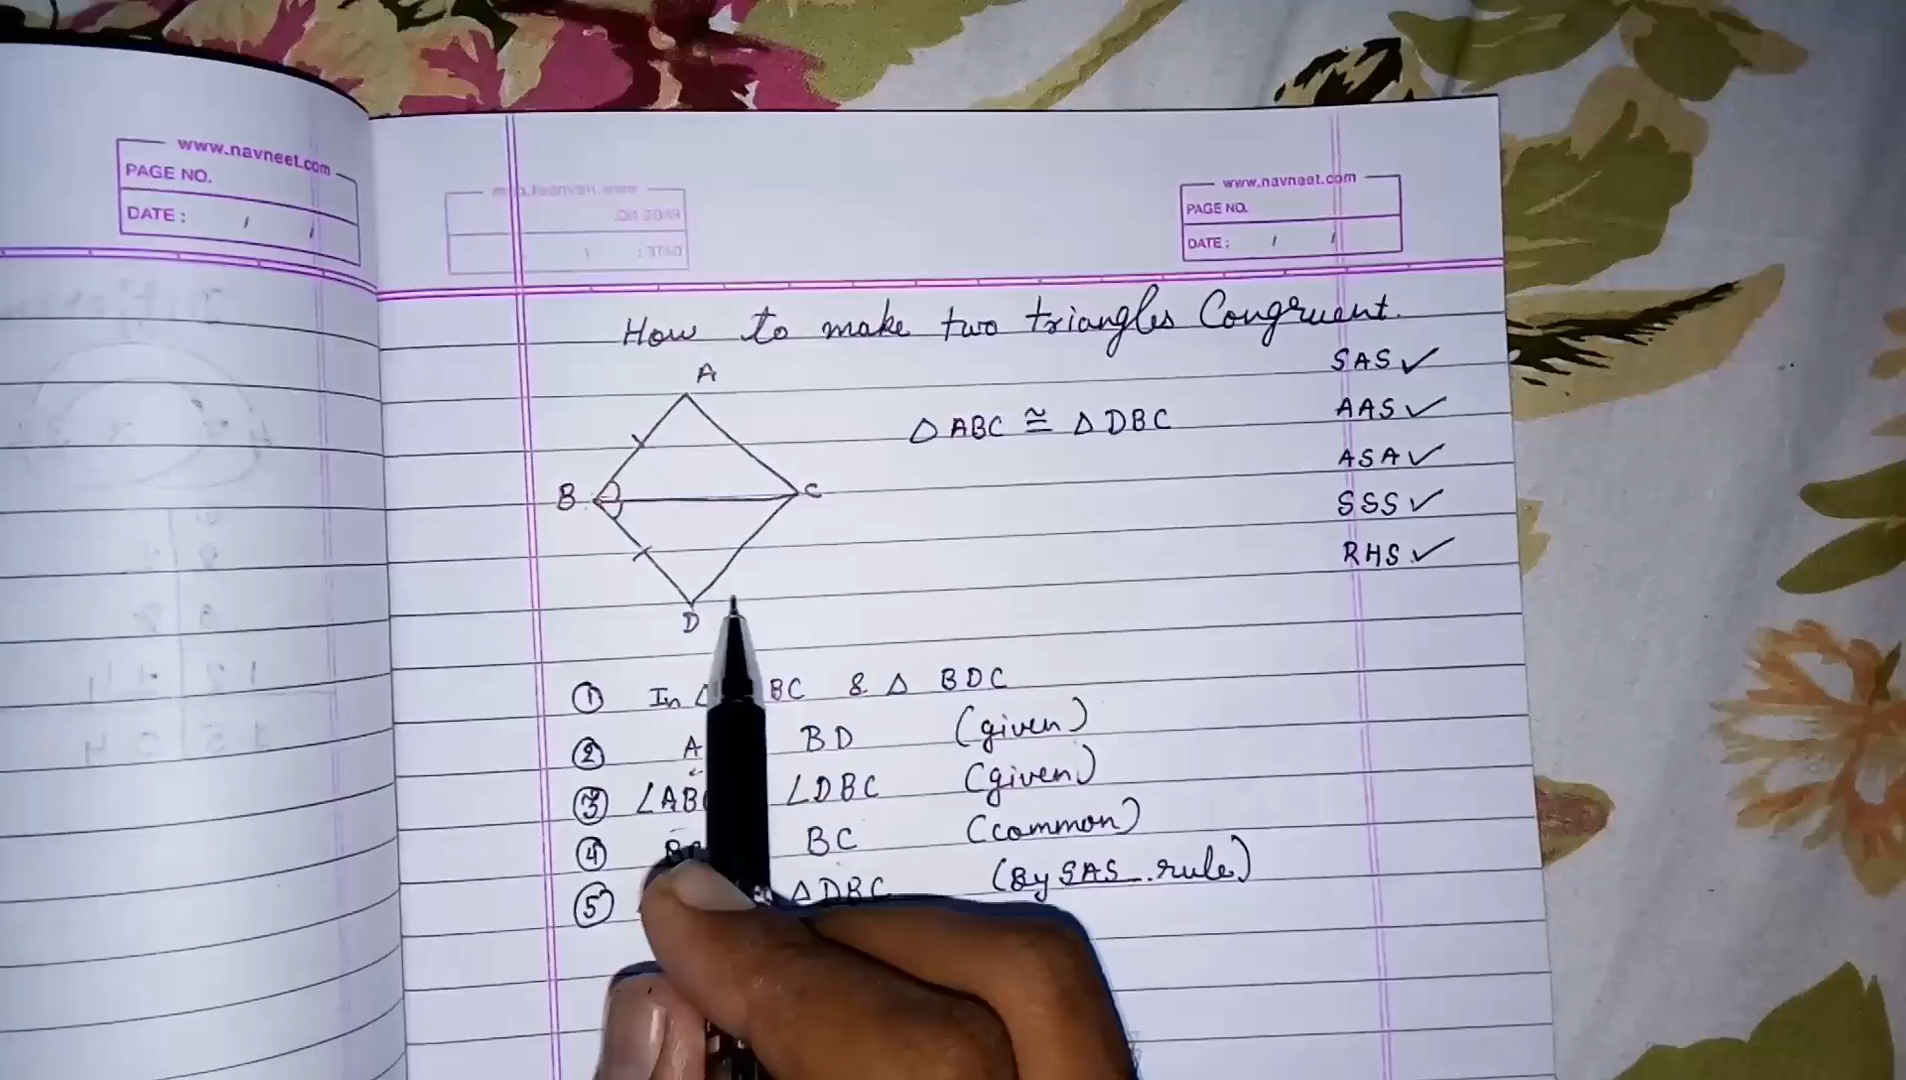 www.navneet.com
PAGE NO.
DATE : / /
www.navneet.com
PAGE NO.
DATE : / /
How to make two triangles Congruent.
SAS ✓
AAS ✓
ASA ✓
SSS ✓
RHS ✓
A
B
C
D
△ ABC ≅ △ DBC
① In △ BC & △ BDC
② A BD (given)
③ ∠AB ∠DBC (given)
④ BC (common)
⑤ △DBC (By SAS rule)